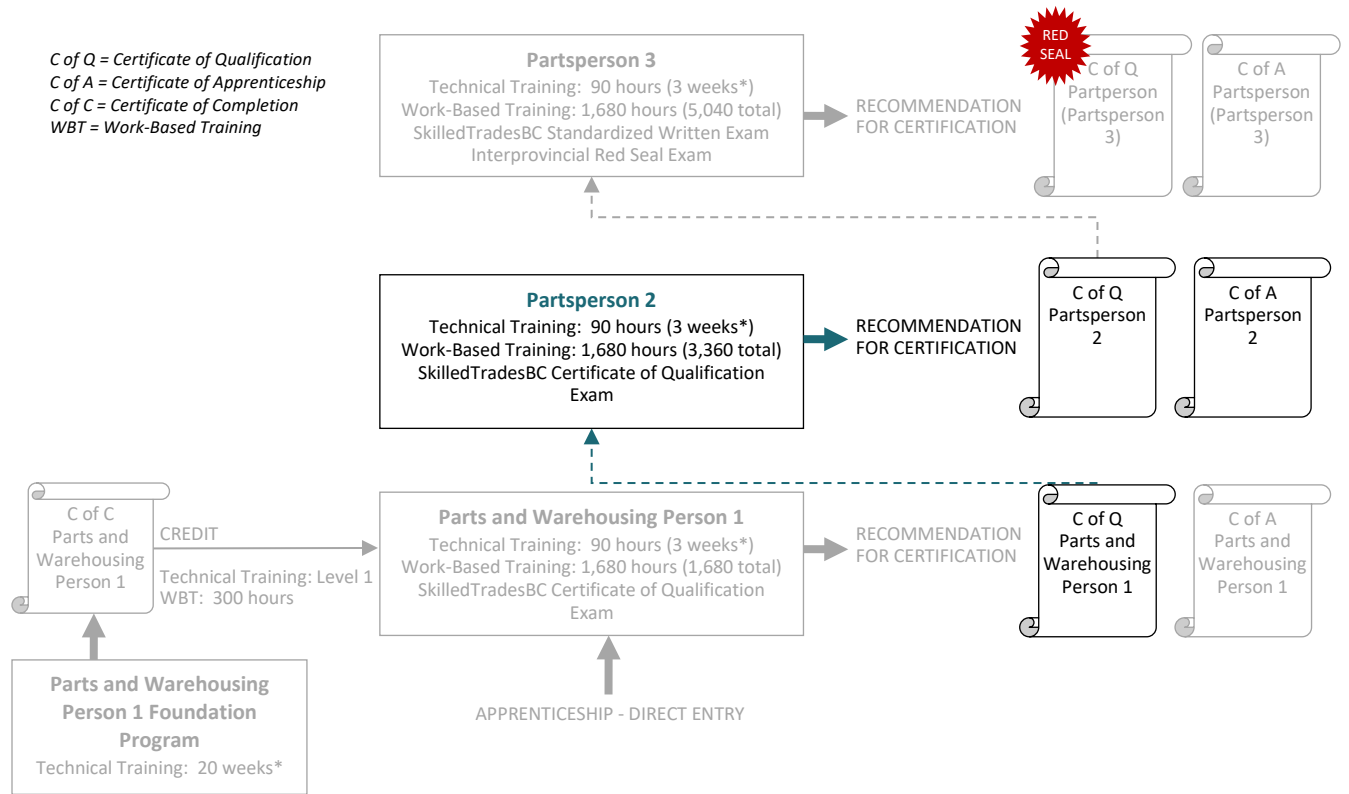 C of Q = Certificate of Qualification
C of A = Certificate of Apprenticeship
C of C = Certificate of Completion
WBT = Work-Based Training
Partsperson 3
Technical Training:  90 hours (3 weeks*)
Work-Based Training: 1,680 hours (5,040 total)
SkilledTradesBC Standardized Written Exam
Interprovincial Red Seal Exam
RECOMMENDATION
FOR CERTIFICATION
RED
SEAL
C of Q
Partperson
(Partsperson
3)
C of A
Partsperson
(Partsperson
3)
Partsperson 2
Technical Training:  90 hours (3 weeks*)
Work-Based Training: 1,680 hours (3,360 total)
SkilledTradesBC Certificate of Qualification
Exam
RECOMMENDATION
FOR CERTIFICATION
C of Q
Partsperson
2
C of A
Partsperson
2
C of C
Parts and
Warehousing
Person 1
CREDIT
Technical Training: Level 1
WBT:  300 hours
Parts and Warehousing Person 1
Technical Training:  90 hours (3 weeks*)
Work-Based Training: 1,680 hours (1,680 total)
SkilledTradesBC Certificate of Qualification
Exam
RECOMMENDATION
FOR CERTIFICATION
C of Q
Parts and
Warehousing
Person 1
C of A
Parts and
Warehousing
Person 1
Parts and Warehousing
Person 1 Foundation
Program
Technical Training:  20 weeks*
APPRENTICESHIP - DIRECT ENTRY